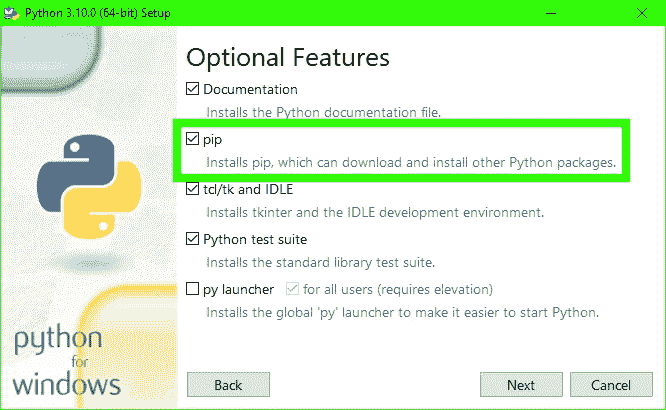 Python 3.10.0 (64-bit) Setup
Optional Features
Documentation
Installs the Python documentation file.
pip
Installs pip, which can download and install other Python packages.
tcl/tk and IDLE
Installs tkinter and the IDLE development environment.
Python test suite
Installs the standard library test suite.
py launcher for all users (requires elevation)
Installs the global 'py' launcher to make it easier to start Python.
python
for
windows
Back Next Cancel